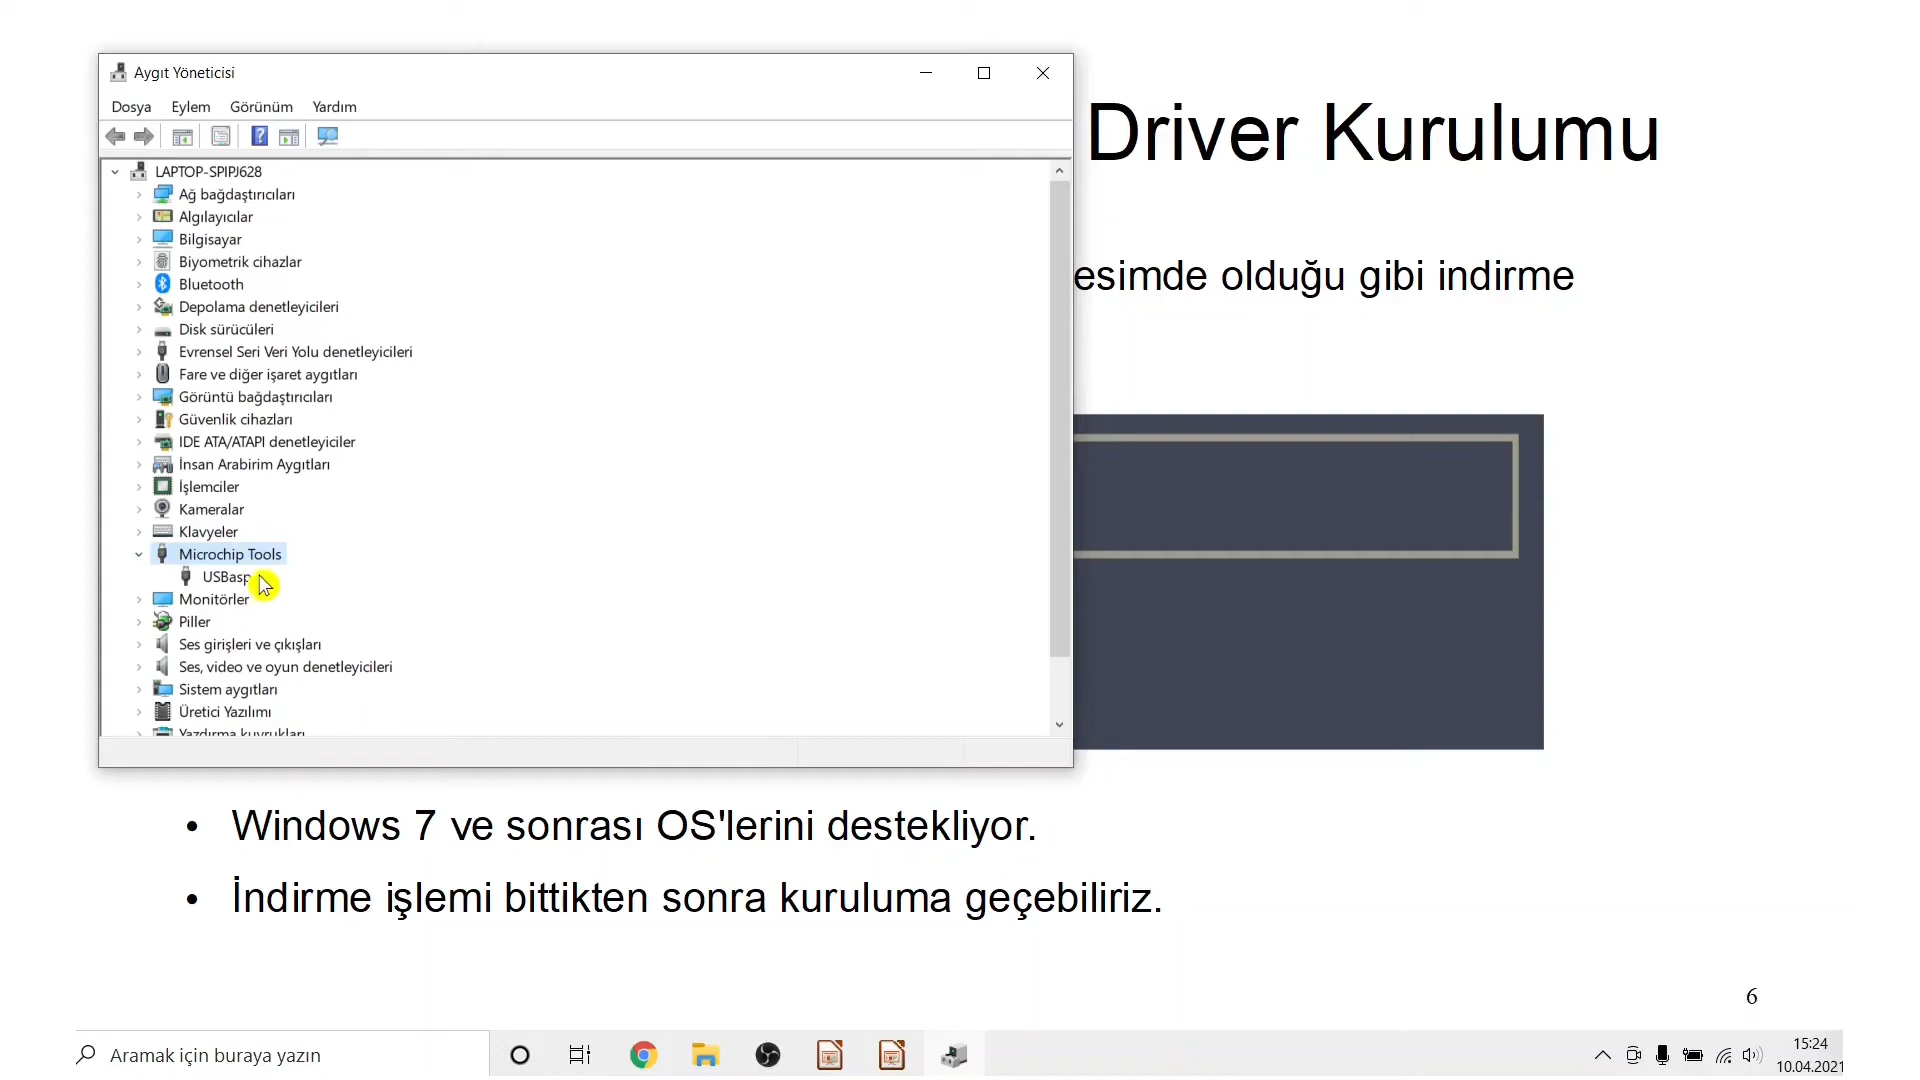 Aygıt Yöneticisi
Dosya Eylem Görünüm Yardım
Driver Kurulumu
LAPTOP-SPIPJ628
Ağ bağdaştırıcıları
Algılayıcılar
Bilgisayar
Biyometrik cihazlar
esimde olduğu gibi indirme
Bluetooth
Depolama denetleyicileri
Disk sürücüleri
Evrensel Seri Veri Yolu denetleyicileri
Fare ve diğer işaret aygıtları
Görüntü bağdaştırıcıları
Güvenlik cihazları
IDE ATA/ATAPI denetleyiciler
İnsan Arabirim Aygıtları
İşlemciler
Kameralar
Klavyeler
Microchip Tools
USBasp
Monitörler
Piller
Ses girişleri ve çıkışları
Ses, video ve oyun denetleyicileri
Sistem aygıtları
Üretici Yazılımı
Yazdırma kuyrukları
• Windows 7 ve sonrası OS'lerini destekliyor.
• İndirme işlemi bittikten sonra kuruluma geçebiliriz.
6
Aramak için buraya yazın
15:24
10.04.2021